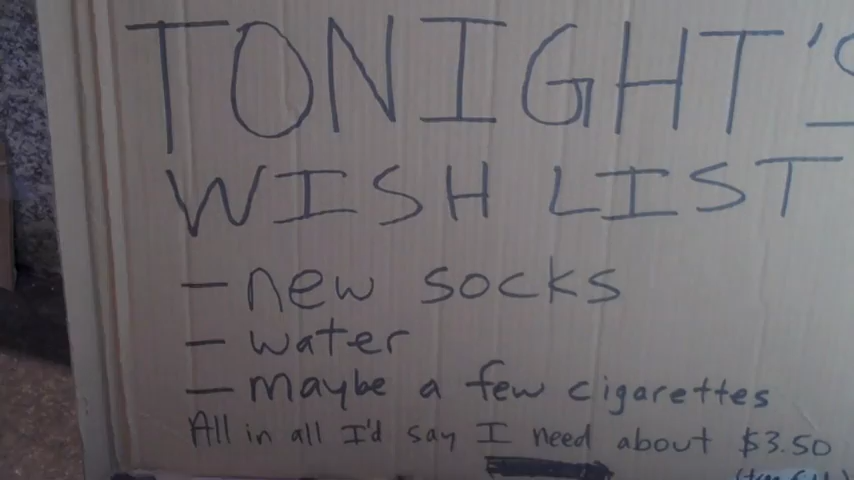 TONIGHT'S
WISH LIST
- new socks
- water
- maybe a few cigarettes
All in all I'd say I need about $3.50